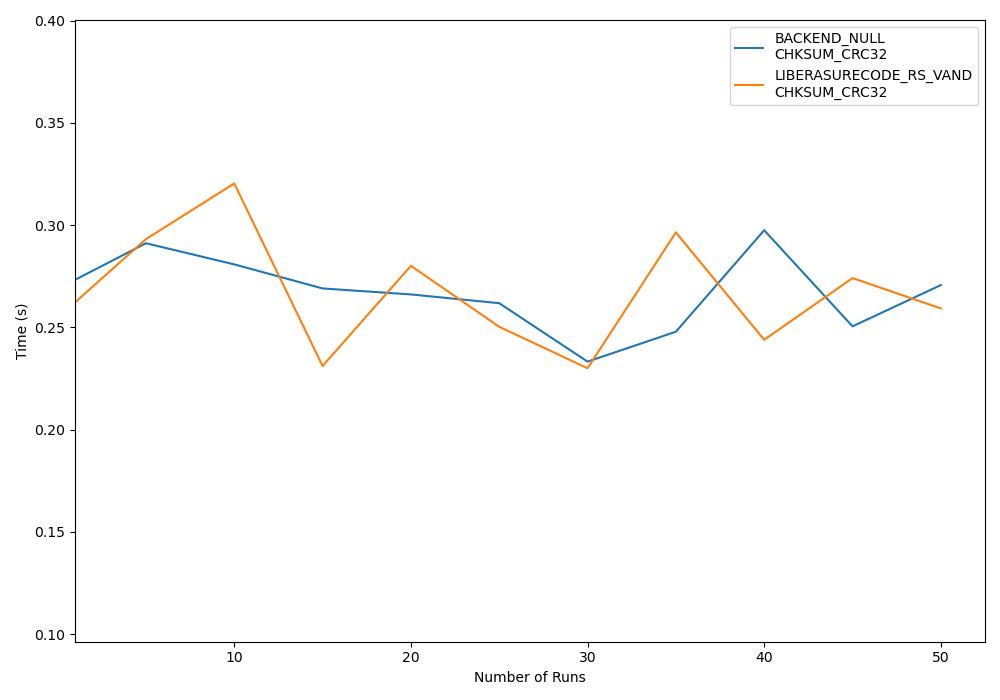 0.40
0.35
0.30
0.25
0.20
0.15
0.10
Time (s)
10 20 30 40 50
Number of Runs
BACKEND_NULL
CHKSUM_CRC32
LIBERASURECODE_RS_VAND
CHKSUM_CRC32